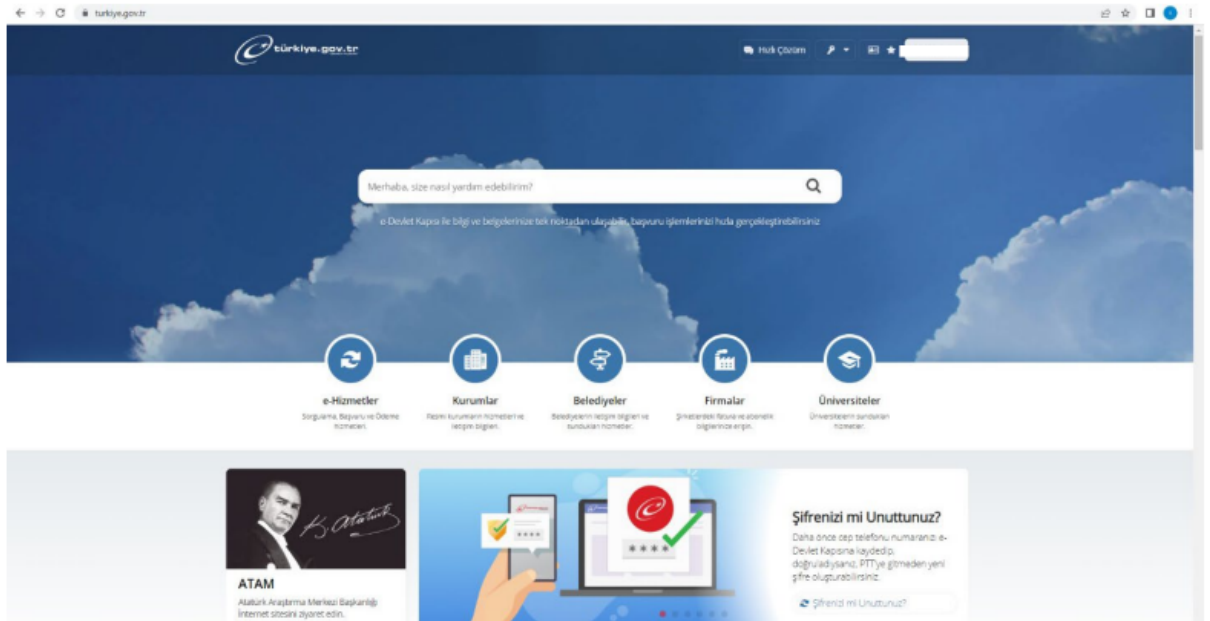 turkiye.gov.tr
türkiye.gov.tr
Hızlı Çözüm
Merhaba, size nasıl yardım edebilirim?
e-Devlet Kapısı ile bilgi ve belgelerinize tek noktadan ulaşabilir, başvuru işlemlerinizi hızla gerçekleştirebilirsiniz
e-Hizmetler
Sorgulama, Başvuru ve Ödeme
hizmetleri.
Kurumlar
Resmi kurumların hizmetleri ve
iletişim bilgileri.
Belediyeler
Belediyelerin iletişim bilgileri ve
sundukları hizmetler.
Firmalar
Şirketlerdeki fatura ve abonelik
bilgilerinize erişin.
Üniversiteler
Üniversitelerin sundukları
hizmetler.
K. Atatürk
ATAM
Atatürk Araştırma Merkezi Başkanlığı
İnternet sitesini ziyaret edin.
****
****
Şifrenizi mi Unuttunuz?
Daha önce cep telefonu numaranızı e-
Devlet Kapısına kaydedip,
doğruladıysanız, PTT'ye gitmeden yeni
şifre oluşturabilirsiniz.
Şifrenizi mi Unuttunuz?